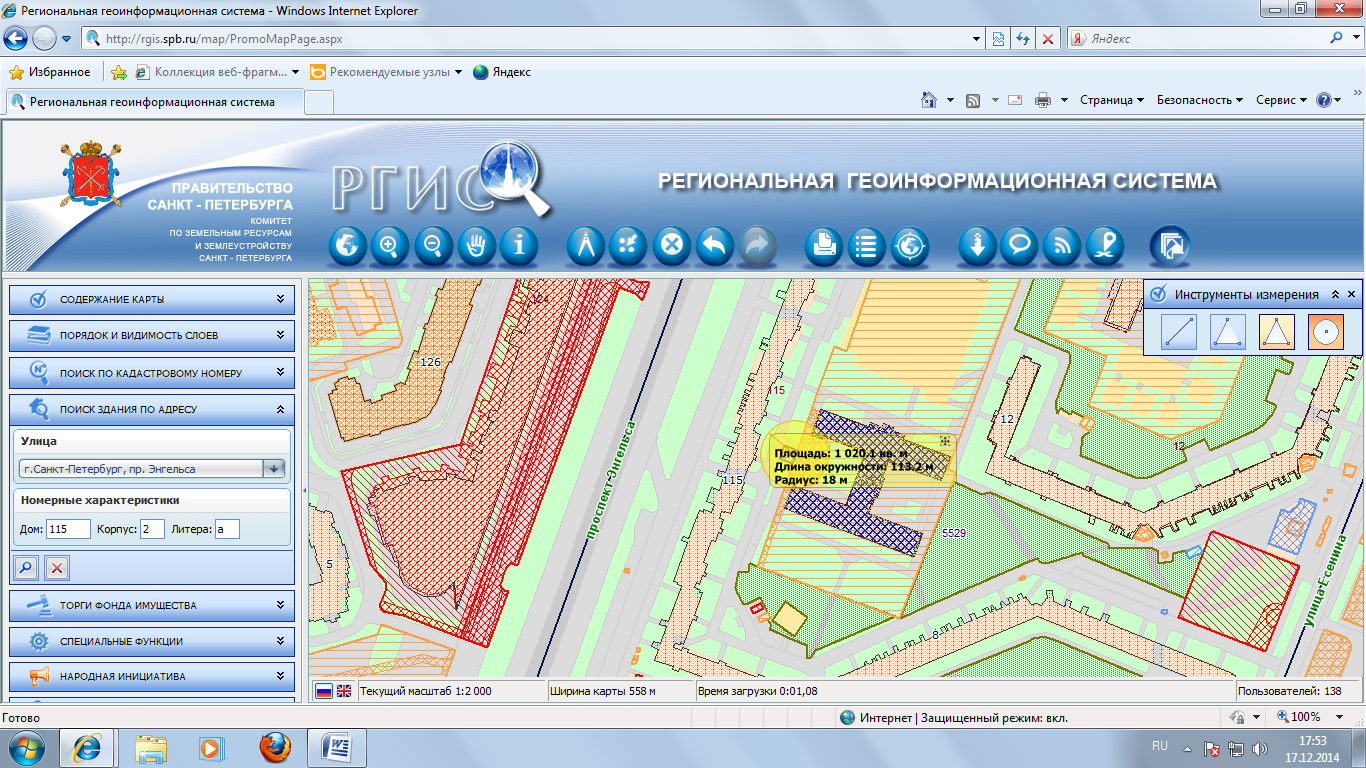 Региональная геоинформационная система - Windows Internet Explorer
http://rgis.spb.ru/map/PromoMapPage.aspx
Яндекс
Избранное
Коллекция веб-фрагм...
Рекомендуемые узлы
Яндекс
Региональная геоинформационная система
Страница
Безопасность
Сервис
ПРАВИТЕЛЬСТВО
САНКТ - ПЕТЕРБУРГА
КОМИТЕТ
ПО ЗЕМЕЛЬНЫМ РЕСУРСАМ
И ЗЕМЛЕУСТРОЙСТВУ
САНКТ - ПЕТЕРБУРГА
РГИС
РЕГИОНАЛЬНАЯ ГЕОИНФОРМАЦИОННАЯ СИСТЕМА
СОДЕРЖАНИЕ КАРТЫ
ПОРЯДОК И ВИДИМОСТЬ СЛОЕВ
ПОИСК ПО КАДАСТРОВОМУ НОМЕРУ
ПОИСК ЗДАНИЯ ПО АДРЕСУ
Улица
г.Санкт-Петербург, пр. Энгельса
Номерные характеристики
Дом: 115 Корпус: 2 Литера: а
ТОРГИ ФОНДА ИМУЩЕСТВА
СПЕЦИАЛЬНЫЕ ФУНКЦИИ
НАРОДНАЯ ИНИЦИАТИВА
Инструменты измерения
124
126
115
12
12
Площадь: 1 020.1 кв. м
Длина окружности: 113.2 м
Радиус: 18 м
115
проспект Энгельса
5529
5
8
улица Есенина
Текущий масштаб 1:2 000
Ширина карты 558 м
Время загрузки 0:01,08
Пользователей: 138
Готово
Интернет | Защищенный режим: вкл.
100%
RU
17:53
17.12.2014